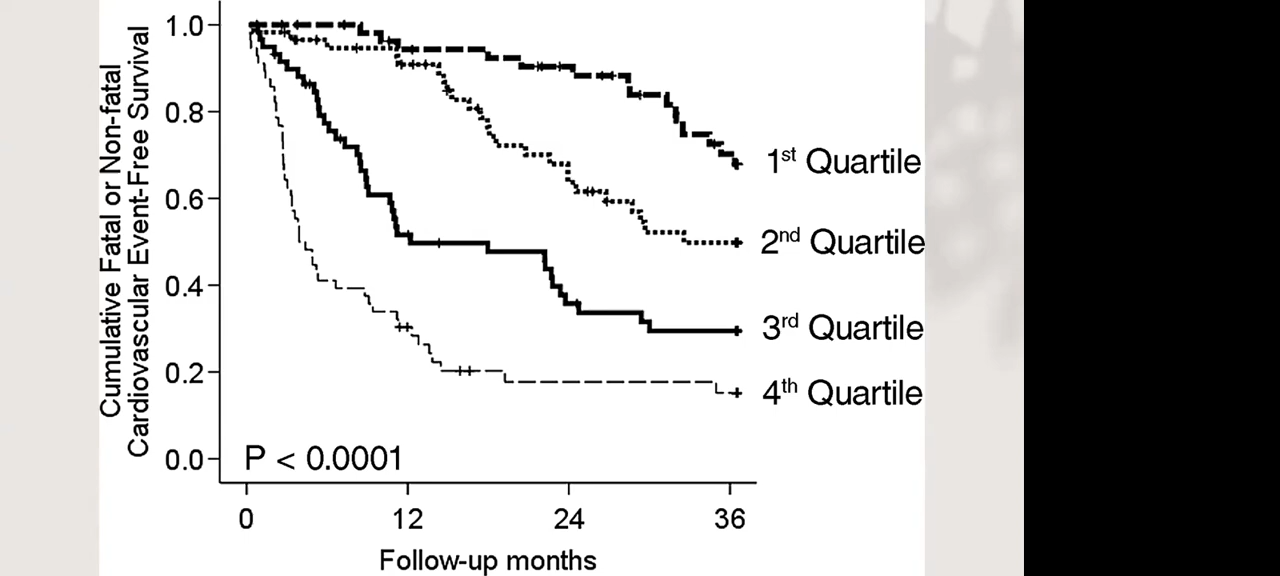 Cumulative Fatal or Non-fatal
Cardiovascular Event-Free Survival
1.0
0.8
0.6
0.4
0.2
0.0
1st Quartile
2nd Quartile
3rd Quartile
4th Quartile
P < 0.0001
0 12 24 36
Follow-up months